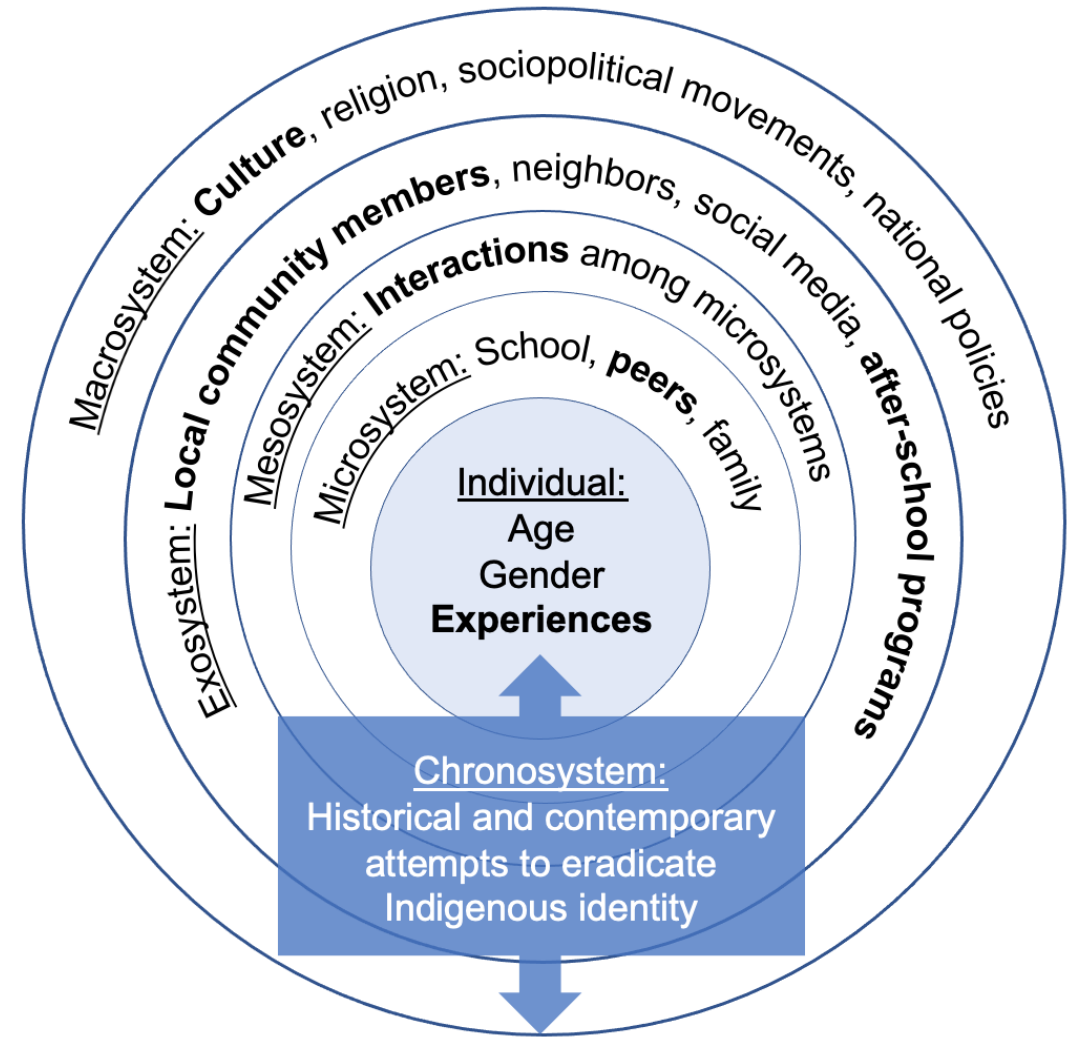 Macrosystem: Culture, religion, sociopolitical movements, national policies
Exosystem: Local community members, neighbors, social media, after-school programs
Mesosystem: Interactions among microsystems
Microsystem: School, peers, family
Individual:
Age
Gender
Experiences
Chronosystem:
Historical and contemporary
attempts to eradicate
Indigenous identity